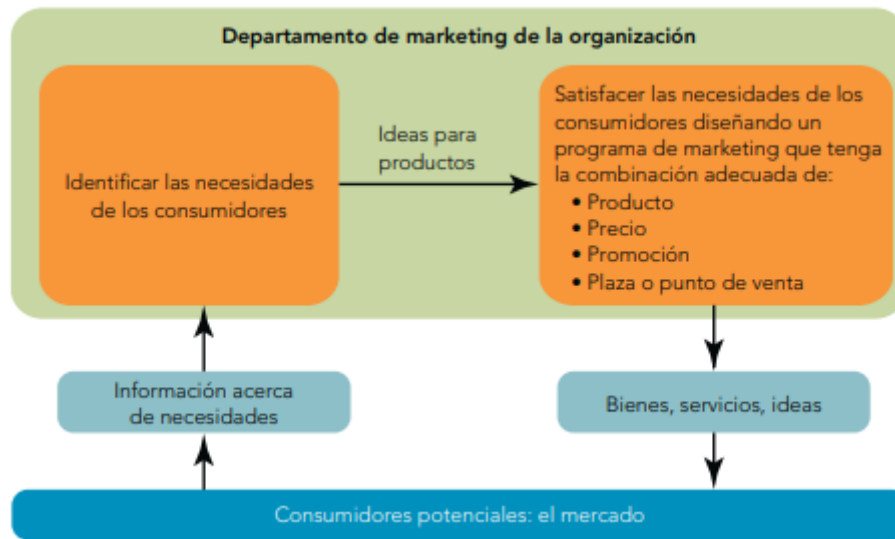 Departamento de marketing de la organización
Identificar las necesidades
de los consumidores
Ideas para
productos
Satisfacer las necesidades de los
consumidores diseñando un
programa de marketing que tenga
la combinación adecuada de:
• Producto
• Precio
• Promoción
• Plaza o punto de venta
Información acerca
de necesidades
Bienes, servicios, ideas
Consumidores potenciales: el mercado